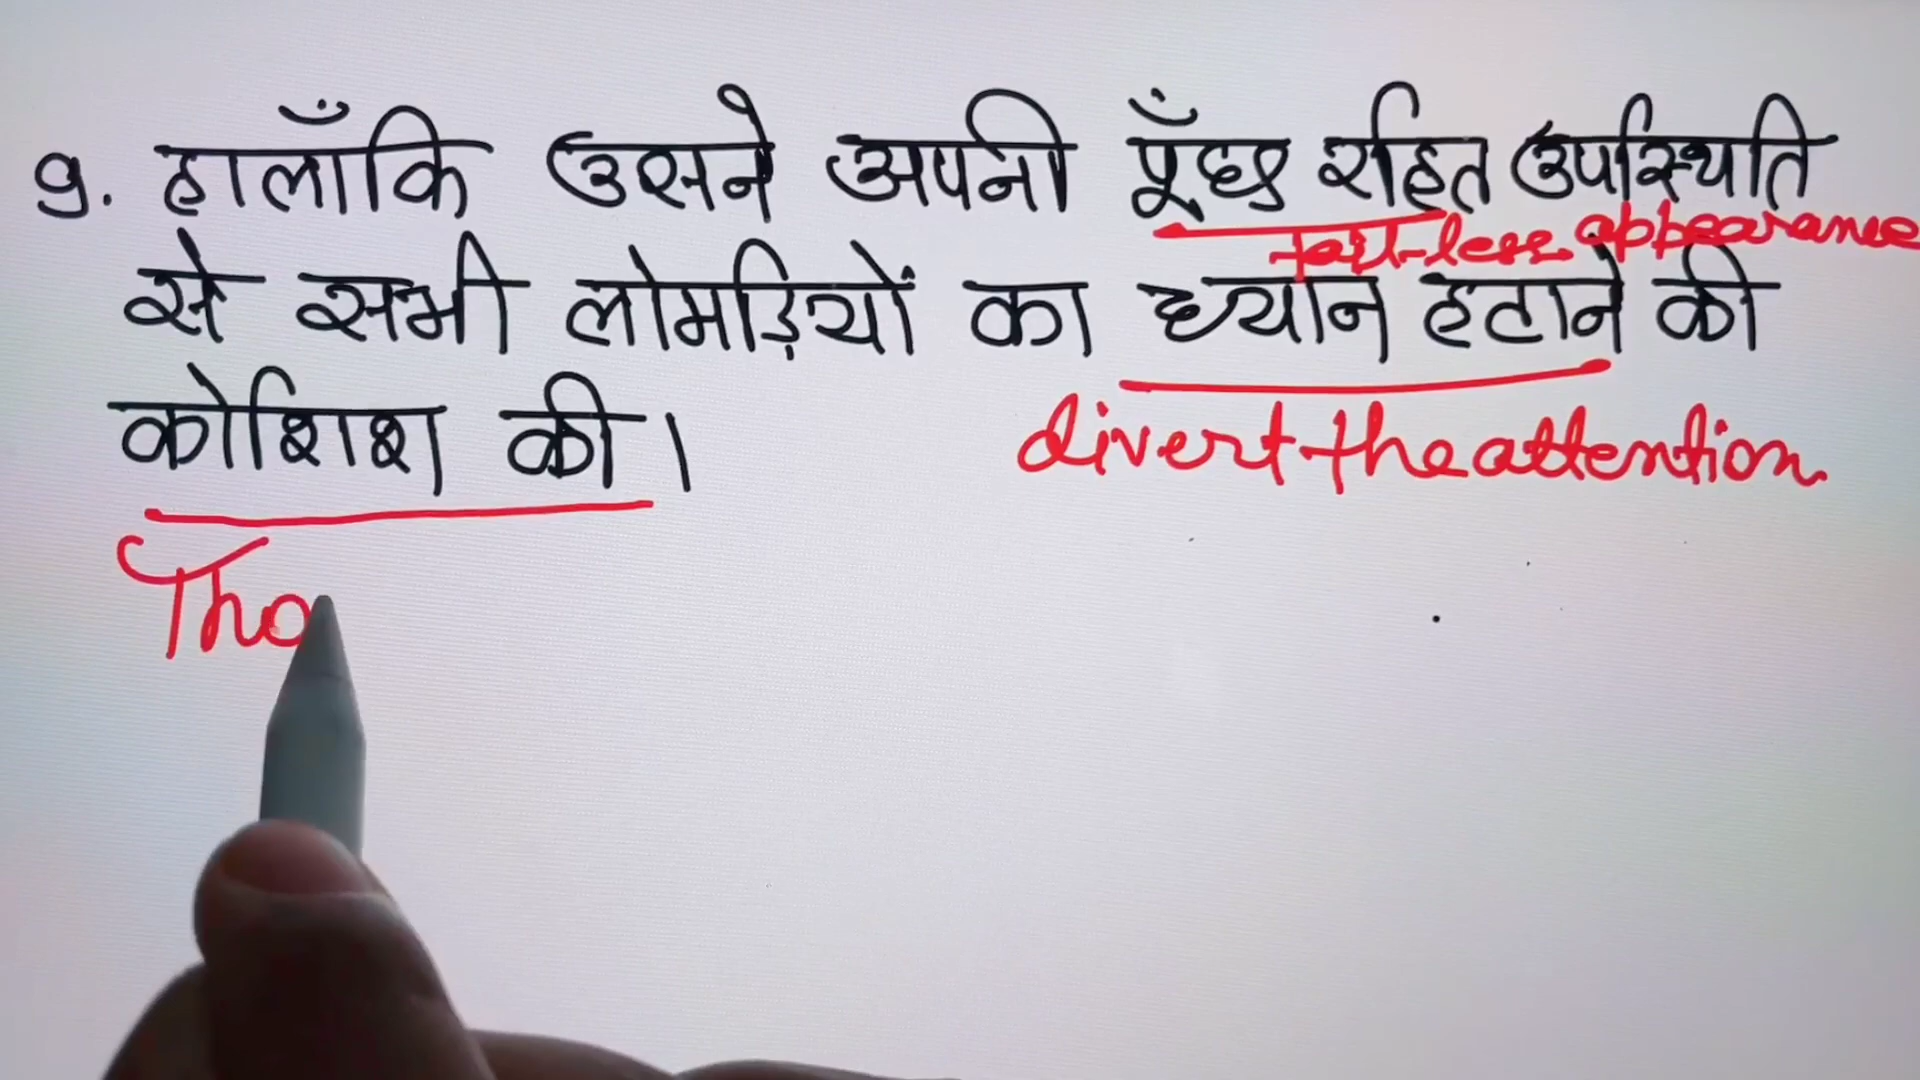 9. हालाँकि उसने अपनी पूँछ रहित उपस्थिति
tail-less appearance
से सभी लोमड़ियों का ध्यान हटाने की
कोशिश की।
divert the attention
Tho